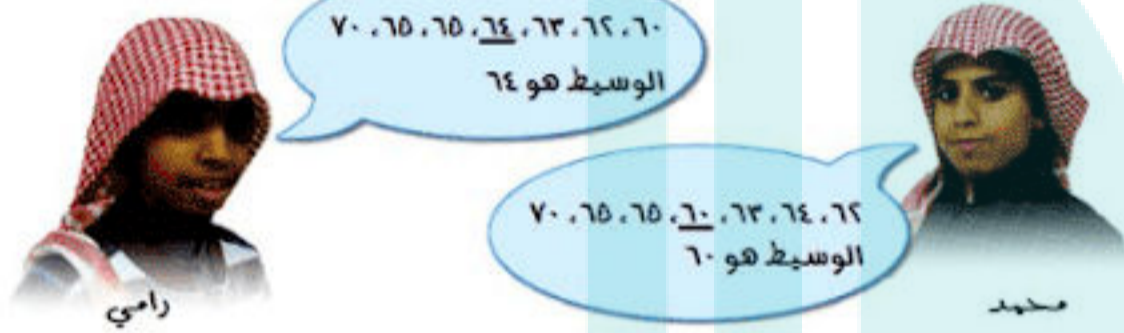 ٦٠، ٦٢، ٦٣، ٦٤، ٦٥، ٦٥، ٧٠
الوسيط هو ٦٤
٦٢، ٦٤، ٦٣، ٦٠، ٦٥، ٦٥، ٧٠
الوسيط هو ٦٠
رامي
محمد